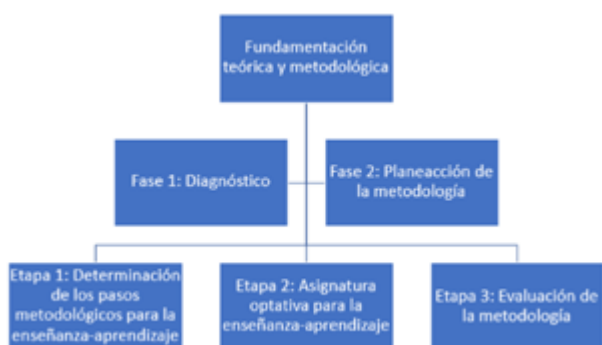 Fundamentación
teórica y metodológica
Fase 1: Diagnóstico
Fase 2: Planeacción de
la metodología
Etapa 1: Determinación
de los pasos
metodológicos para la
enseñanza-aprendizaje
Etapa 2: Asignatura
optativa para la
enseñanza-aprendizaje
Etapa 3: Evaluación de
la metodología